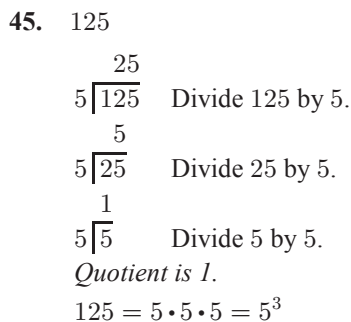 45. 125
25
5 125 Divide 125 by 5.
5
5 25 Divide 25 by 5.
1
5 5 Divide 5 by 5.
Quotient is 1.
125 = 5 • 5 • 5 = 5³